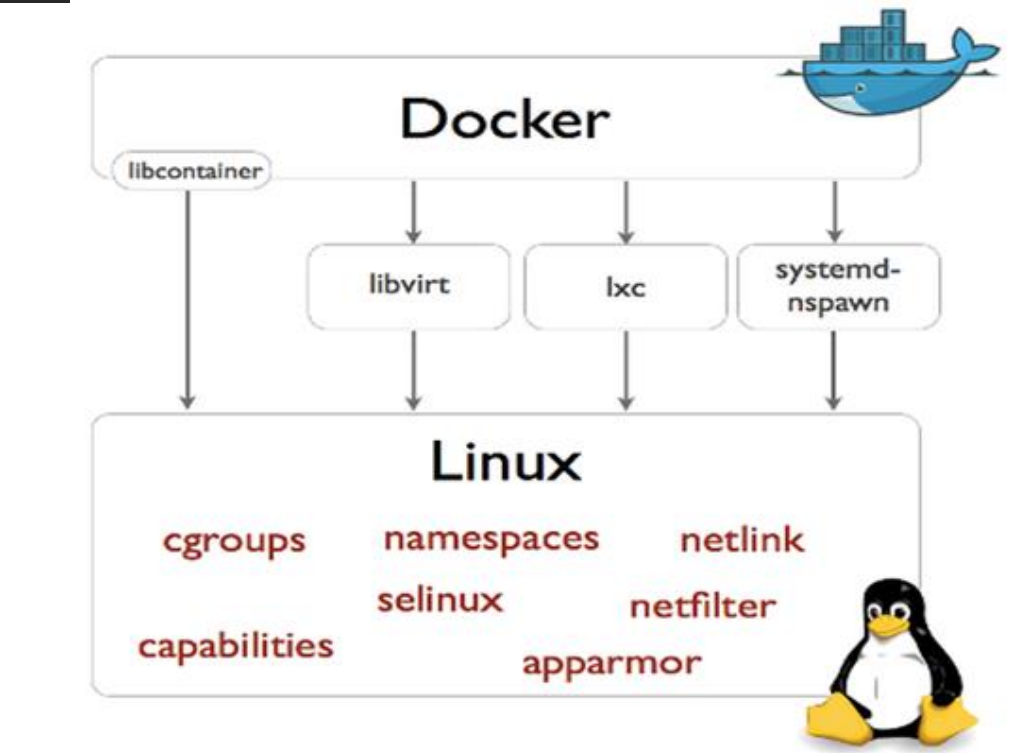 Docker
libcontainer
libvirt
lxc
systemd-
nspawn
Linux
cgroups
namespaces
netlink
selinux
netfilter
capabilities
apparmor